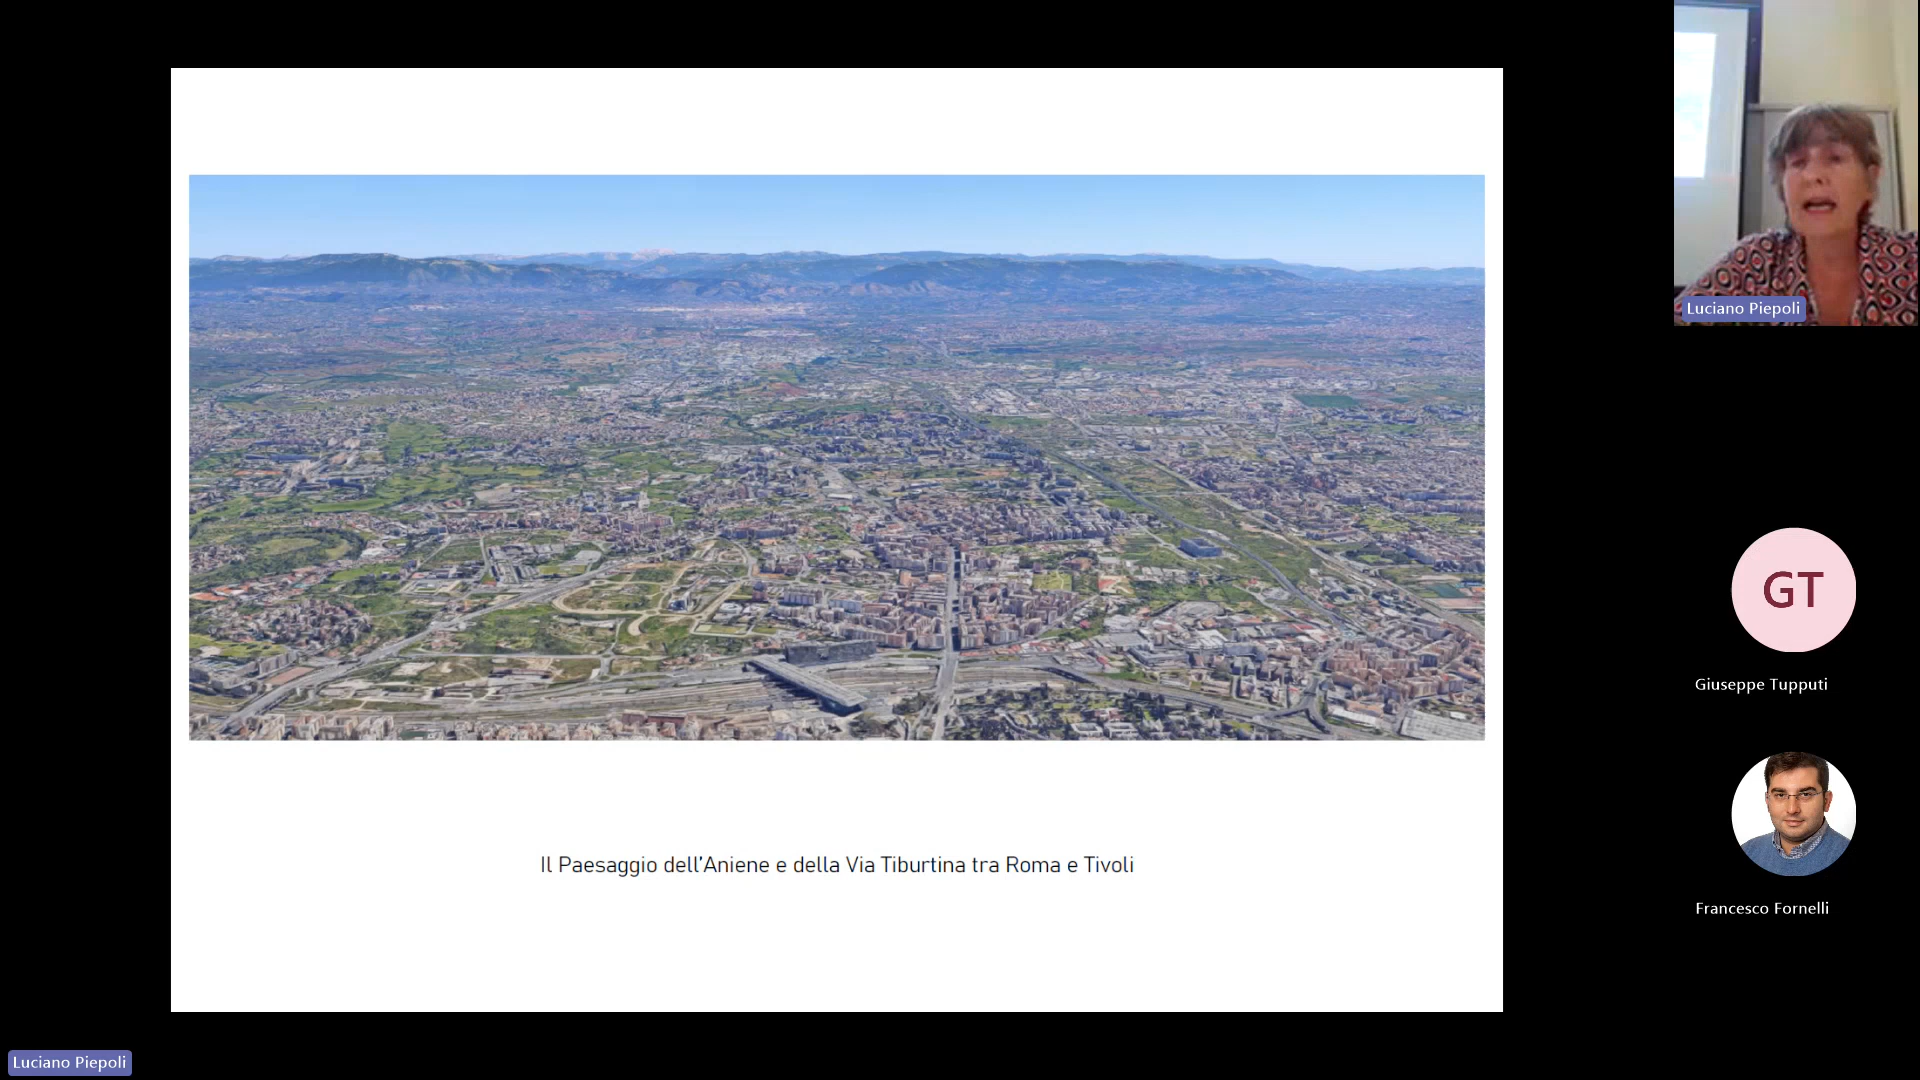 Luciano Piepoli
GT
Giuseppe Tupputi
Il Paesaggio dell'Aniene e della Via Tiburtina tra Roma e Tivoli
Francesco Fornelli
Luciano Piepoli